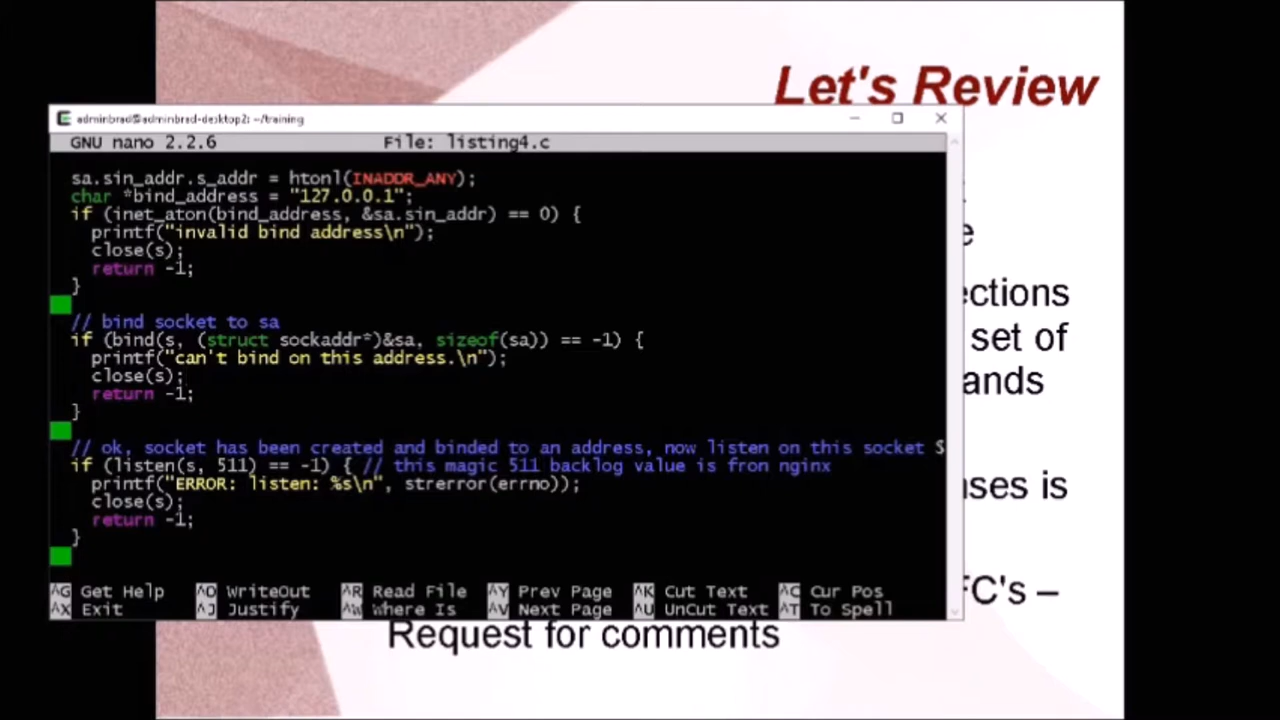 Let's Review
adminbrad@adminbrad-desktop2: ~/training
GNU nano 2.2.6 File: listing4.c
sa.sin_addr.s_addr = htonl(INADDR_ANY);
char *bind_address = "127.0.0.1";
if (inet_aton(bind_address, &sa.sin_addr) == 0) {
printf("invalid bind address\n");
close(s);
return -1;
}
// bind socket to sa
if (bind(s, (struct sockaddr*)&sa, sizeof(sa)) == -1) {
printf("can't bind on this address.\n");
close(s);
return -1;
}
// ok, socket has been created and binded to an address, now listen on this socket $
if (listen(s, 511) == -1) { // this magic 511 backlog value is fron nginx
printf("ERROR: listen: %s\n", strerror(errno));
close(s);
return -1;
}
^G Get Help ^O WriteOut ^R Read File ^Y Prev Page ^K Cut Text ^C Cur Pos
^X Exit ^J Justify ^W Where Is ^V Next Page ^U UnCut Text ^T To Spell
e
ections
set of
ands
ses is
FC's –
Request for comments